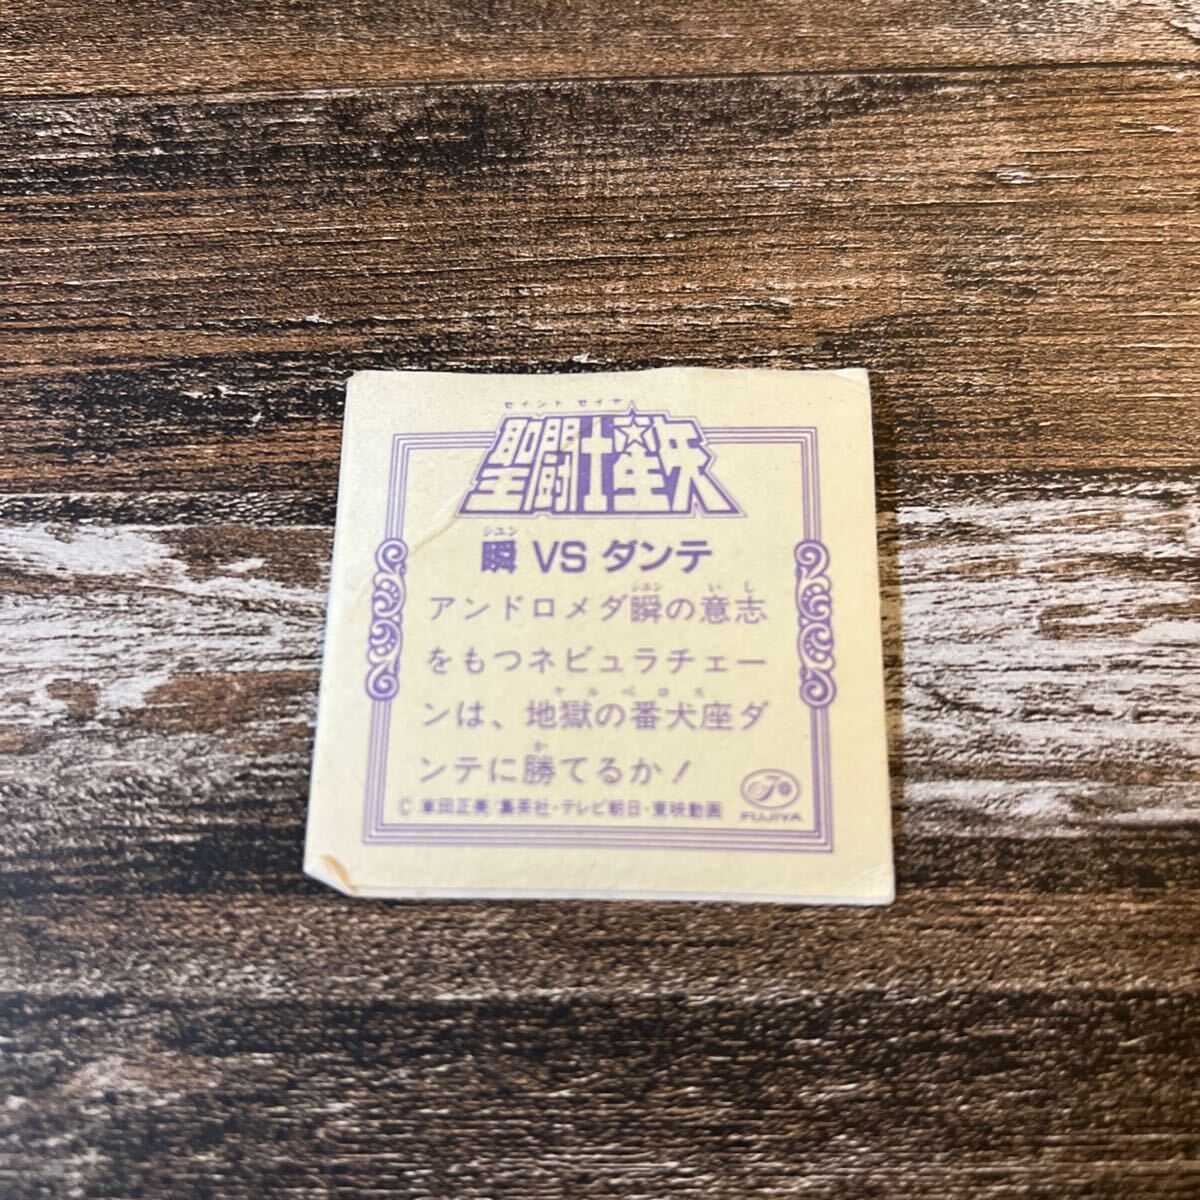 セイント セイヤ
聖闘士星矢
シュン
瞬 VS ダンテ
シュン いし
アンドロメダ瞬の意志
をもつネビュラチェー
ケルベロス
ンは、地獄の番犬座ダ
か
ンテに勝てるか！
C 車田正美/集英社・テレビ朝日・東映動画
FUJIYA